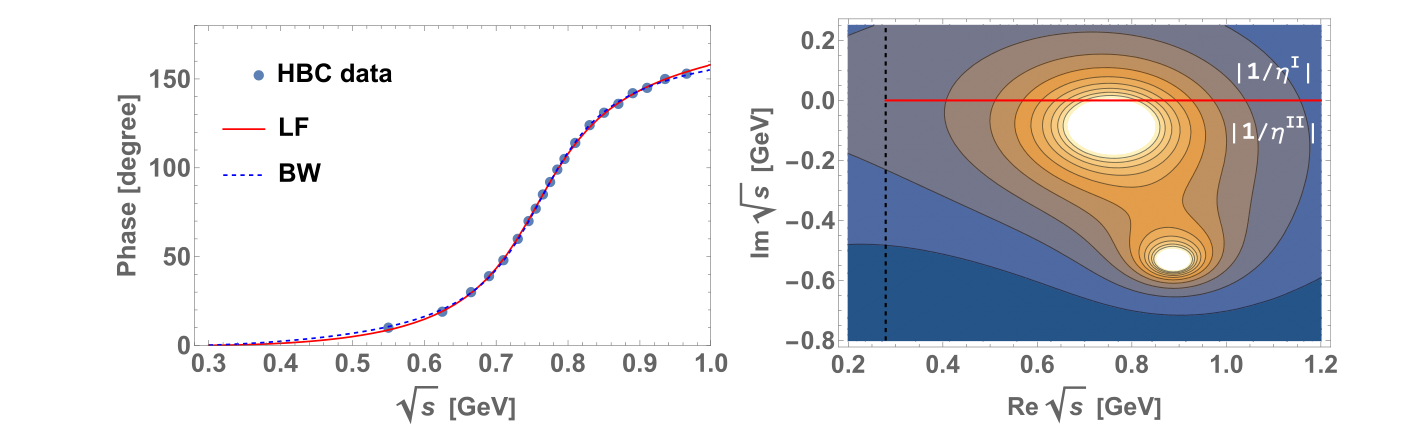 HBC data
LF
BW
Phase [degree]
150
100
50
0
0.3 0.4 0.5 0.6 0.7 0.8 0.9 1.0
√s [GeV]
|1/η^I|
|1/η^II|
Im √s [GeV]
0.2
0.0
−0.2
−0.4
−0.6
−0.8
0.2 0.4 0.6 0.8 1.0 1.2
Re √s [GeV]